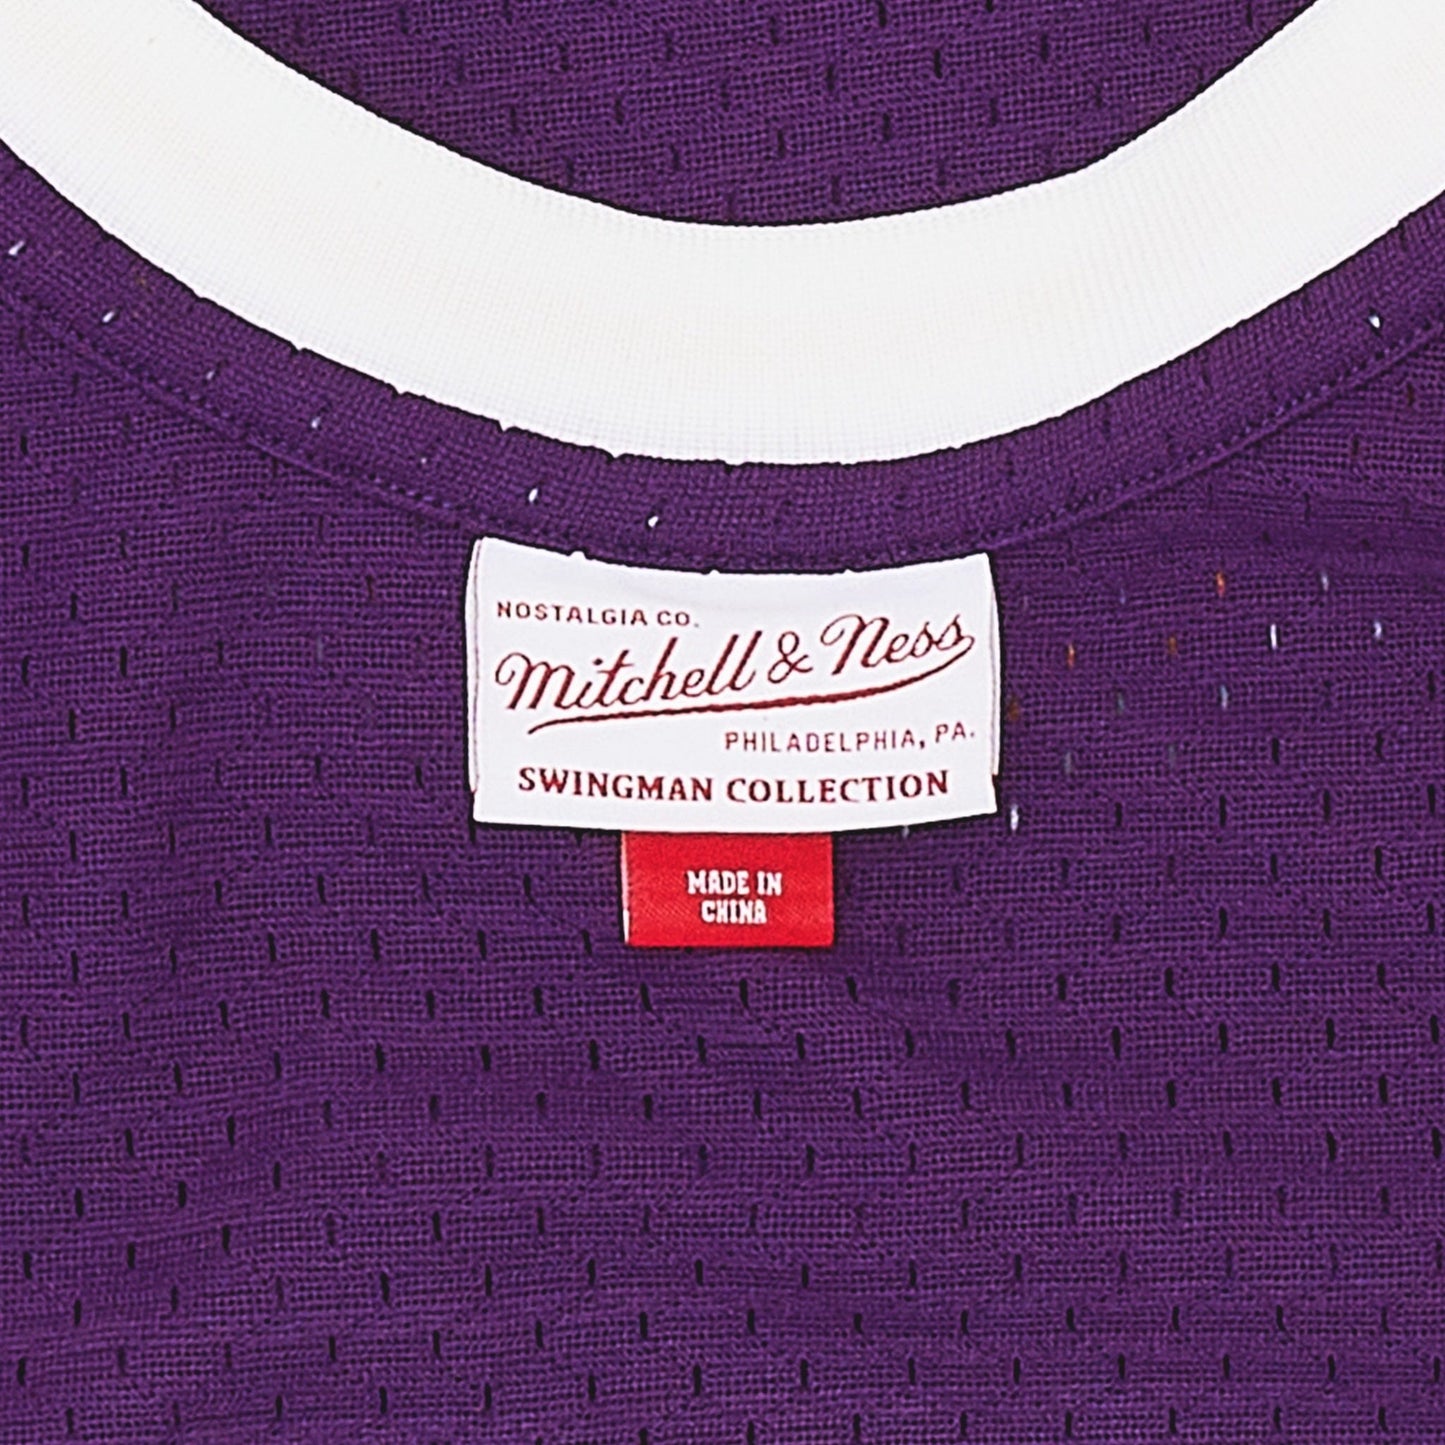 NOSTALGIA CO.
Mitchell & Ness
PHILADELPHIA, PA.
SWINGMAN COLLECTION
MADE IN
CHINA